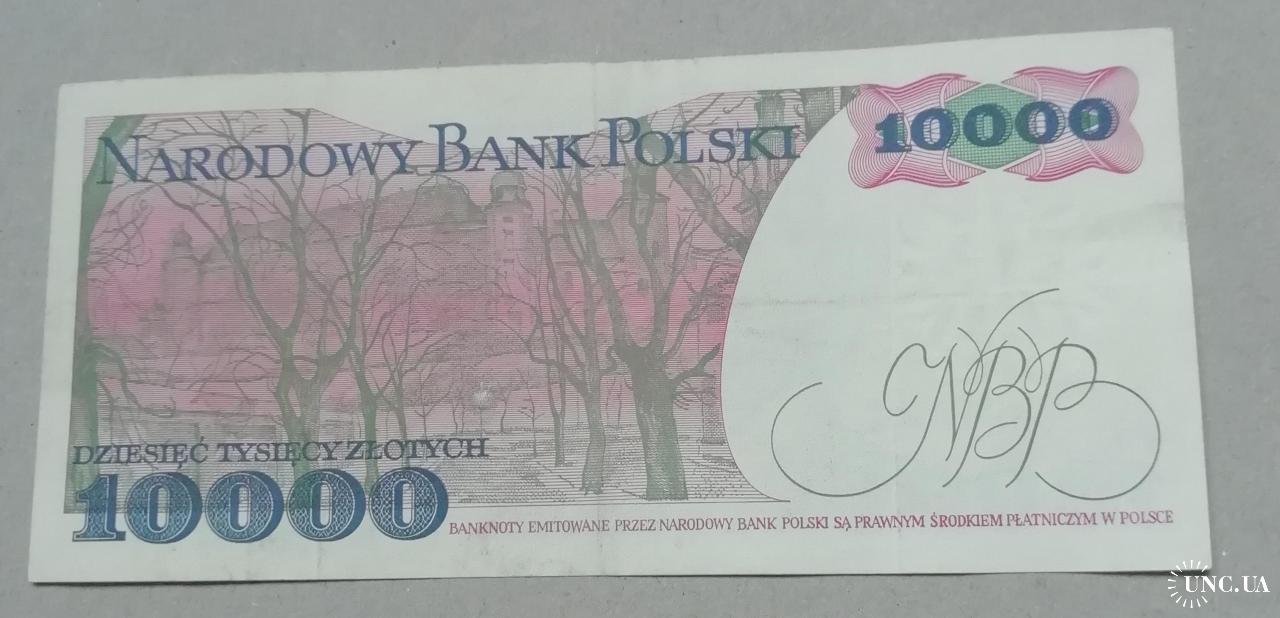 NARODOWY BANK POLSKI
10000
NBP
DZIESIĘĆ TYSIĘCY ZŁOTYCH
10000
BANKNOTY EMITOWANE PRZEZ NARODOWY BANK POLSKI SĄ PRAWNYM ŚRODKIEM PŁATNICZYM W POLSCE
UNC.UA